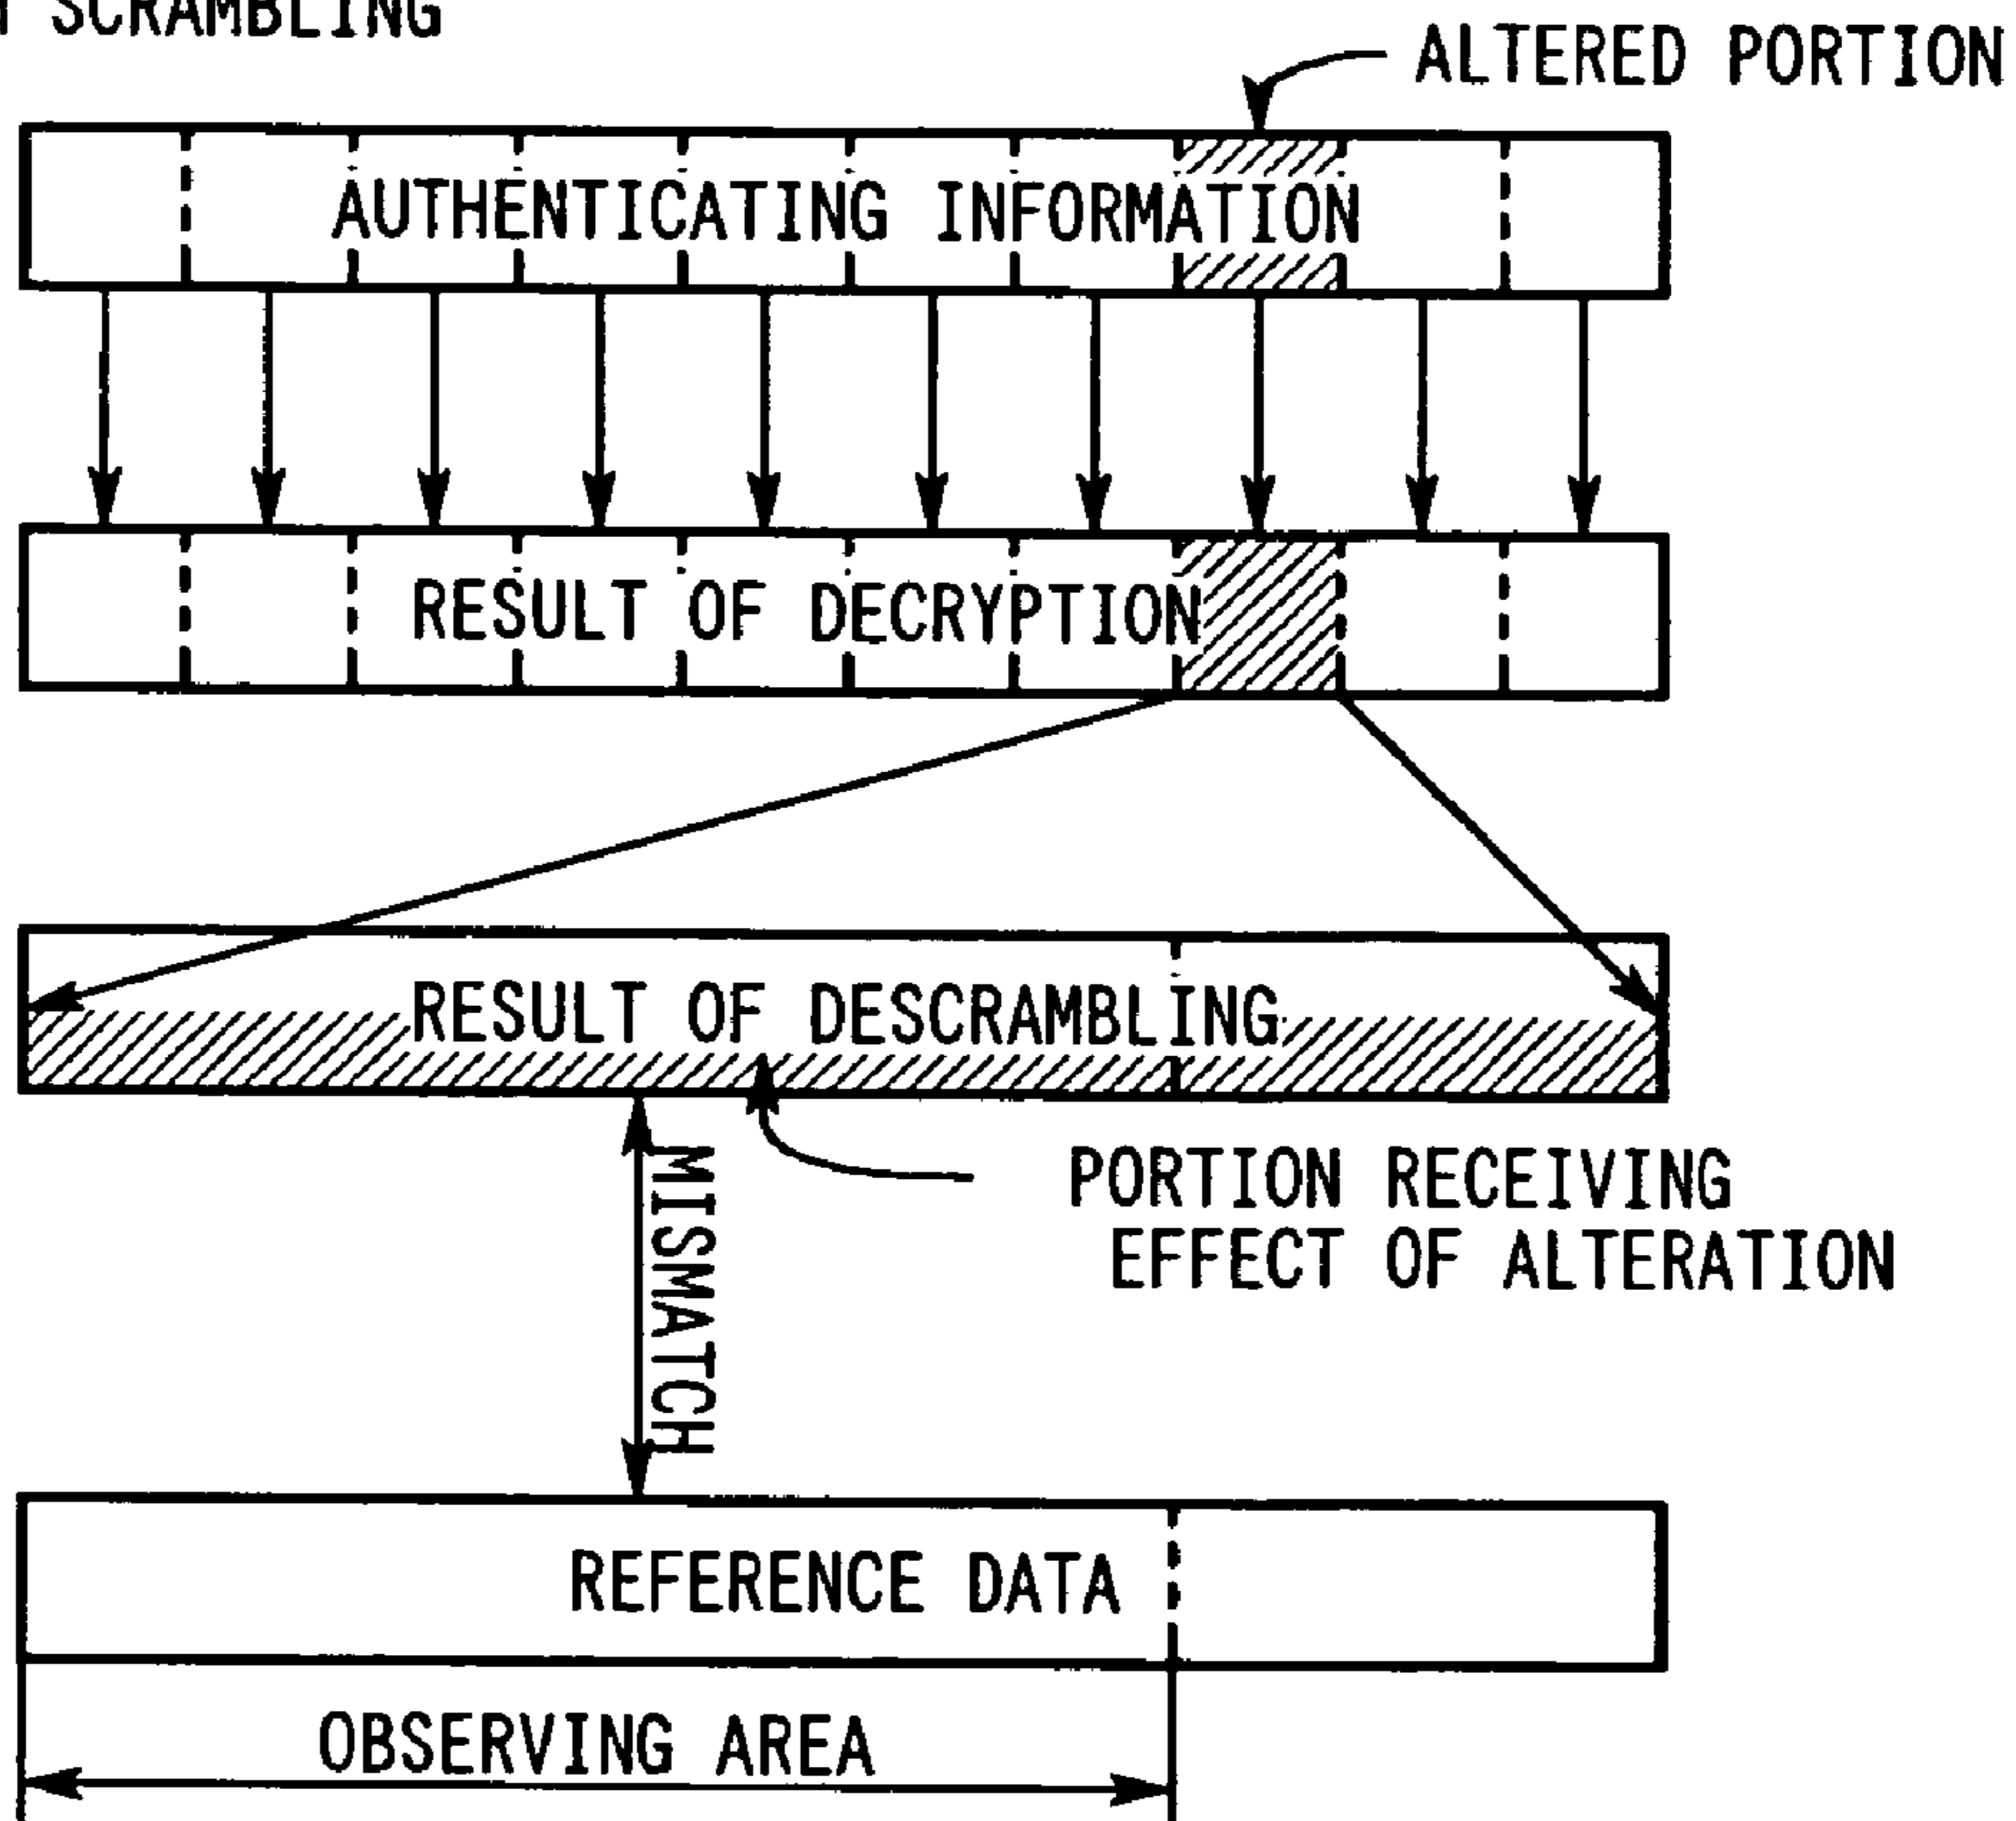 SCRAMBLING
ALTERED PORTION
AUTHENTICATING INFORMATION
RESULT OF DECRYPTION
RESULT OF DESCRAMBLING
MISMATCH
PORTION RECEIVING
EFFECT OF ALTERATION
REFERENCE DATA
OBSERVING AREA